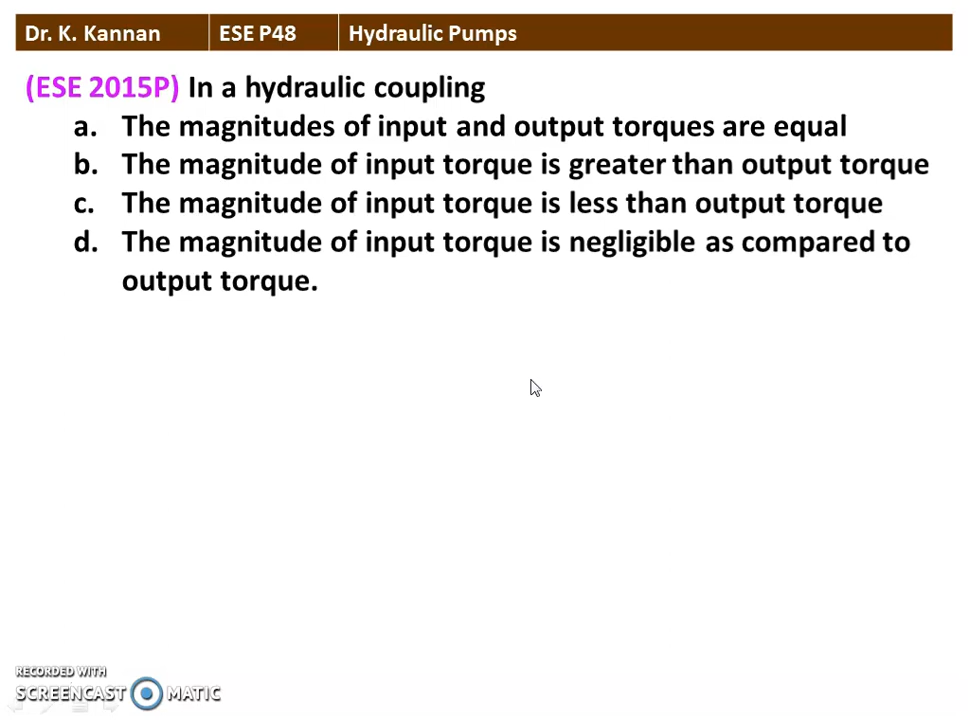 Dr. K. Kannan ESE P48 Hydraulic Pumps
(ESE 2015P) In a hydraulic coupling
a. The magnitudes of input and output torques are equal
b. The magnitude of input torque is greater than output torque
c. The magnitude of input torque is less than output torque
d. The magnitude of input torque is negligible as compared to
output torque.
RECORDED WITH
SCREENCAST MATIC